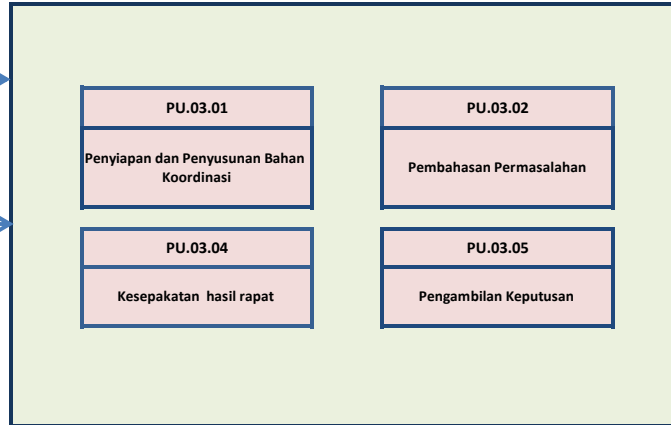 PU.03.01
Penyiapan dan Penyusunan Bahan
Koordinasi
PU.03.02
Pembahasan Permasalahan
PU.03.04
Kesepakatan hasil rapat
PU.03.05
Pengambilan Keputusan